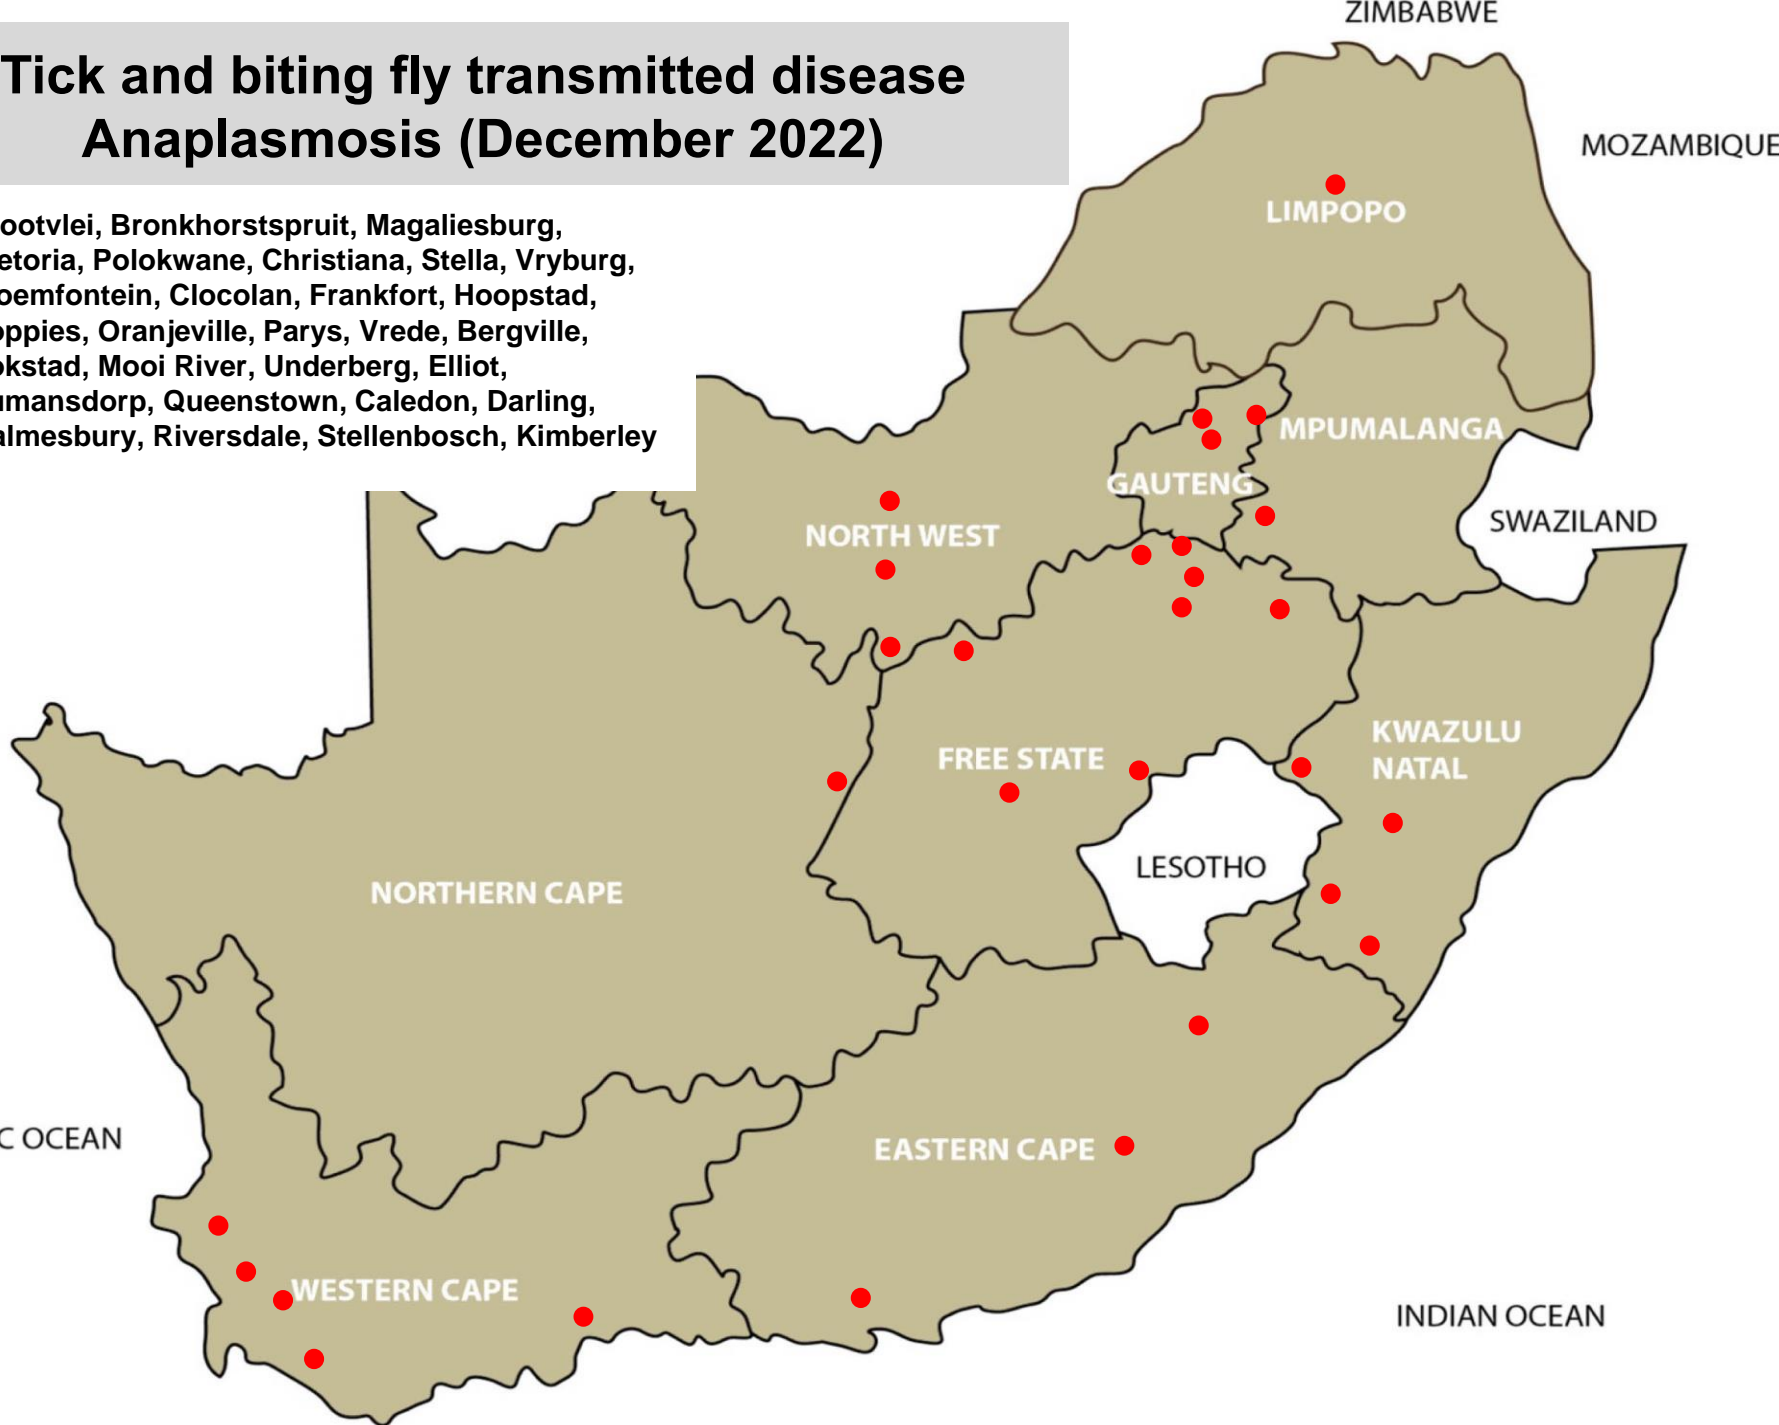 ZIMBABWE
Tick and biting fly transmitted disease
Anaplasmosis (December 2022)
MOZAMBIQUE
ootvlei, Bronkhorstspruit, Magaliesburg,
etoria, Polokwane, Christiana, Stella, Vryburg,
oemfontein, Clocolan, Frankfort, Hoopstad,
oppies, Oranjeville, Parys, Vrede, Bergville,
okstad, Mooi River, Underberg, Elliot,
umansdorp, Queenstown, Caledon, Darling,
almesbury, Riversdale, Stellenbosch, Kimberley
LIMPOPO
MPUMALANGA
GAUTENG
SWAZILAND
NORTH WEST
KWAZULU
NATAL
FREE STATE
LESOTHO
NORTHERN CAPE
C OCEAN
EASTERN CAPE
WESTERN CAPE
INDIAN OCEAN